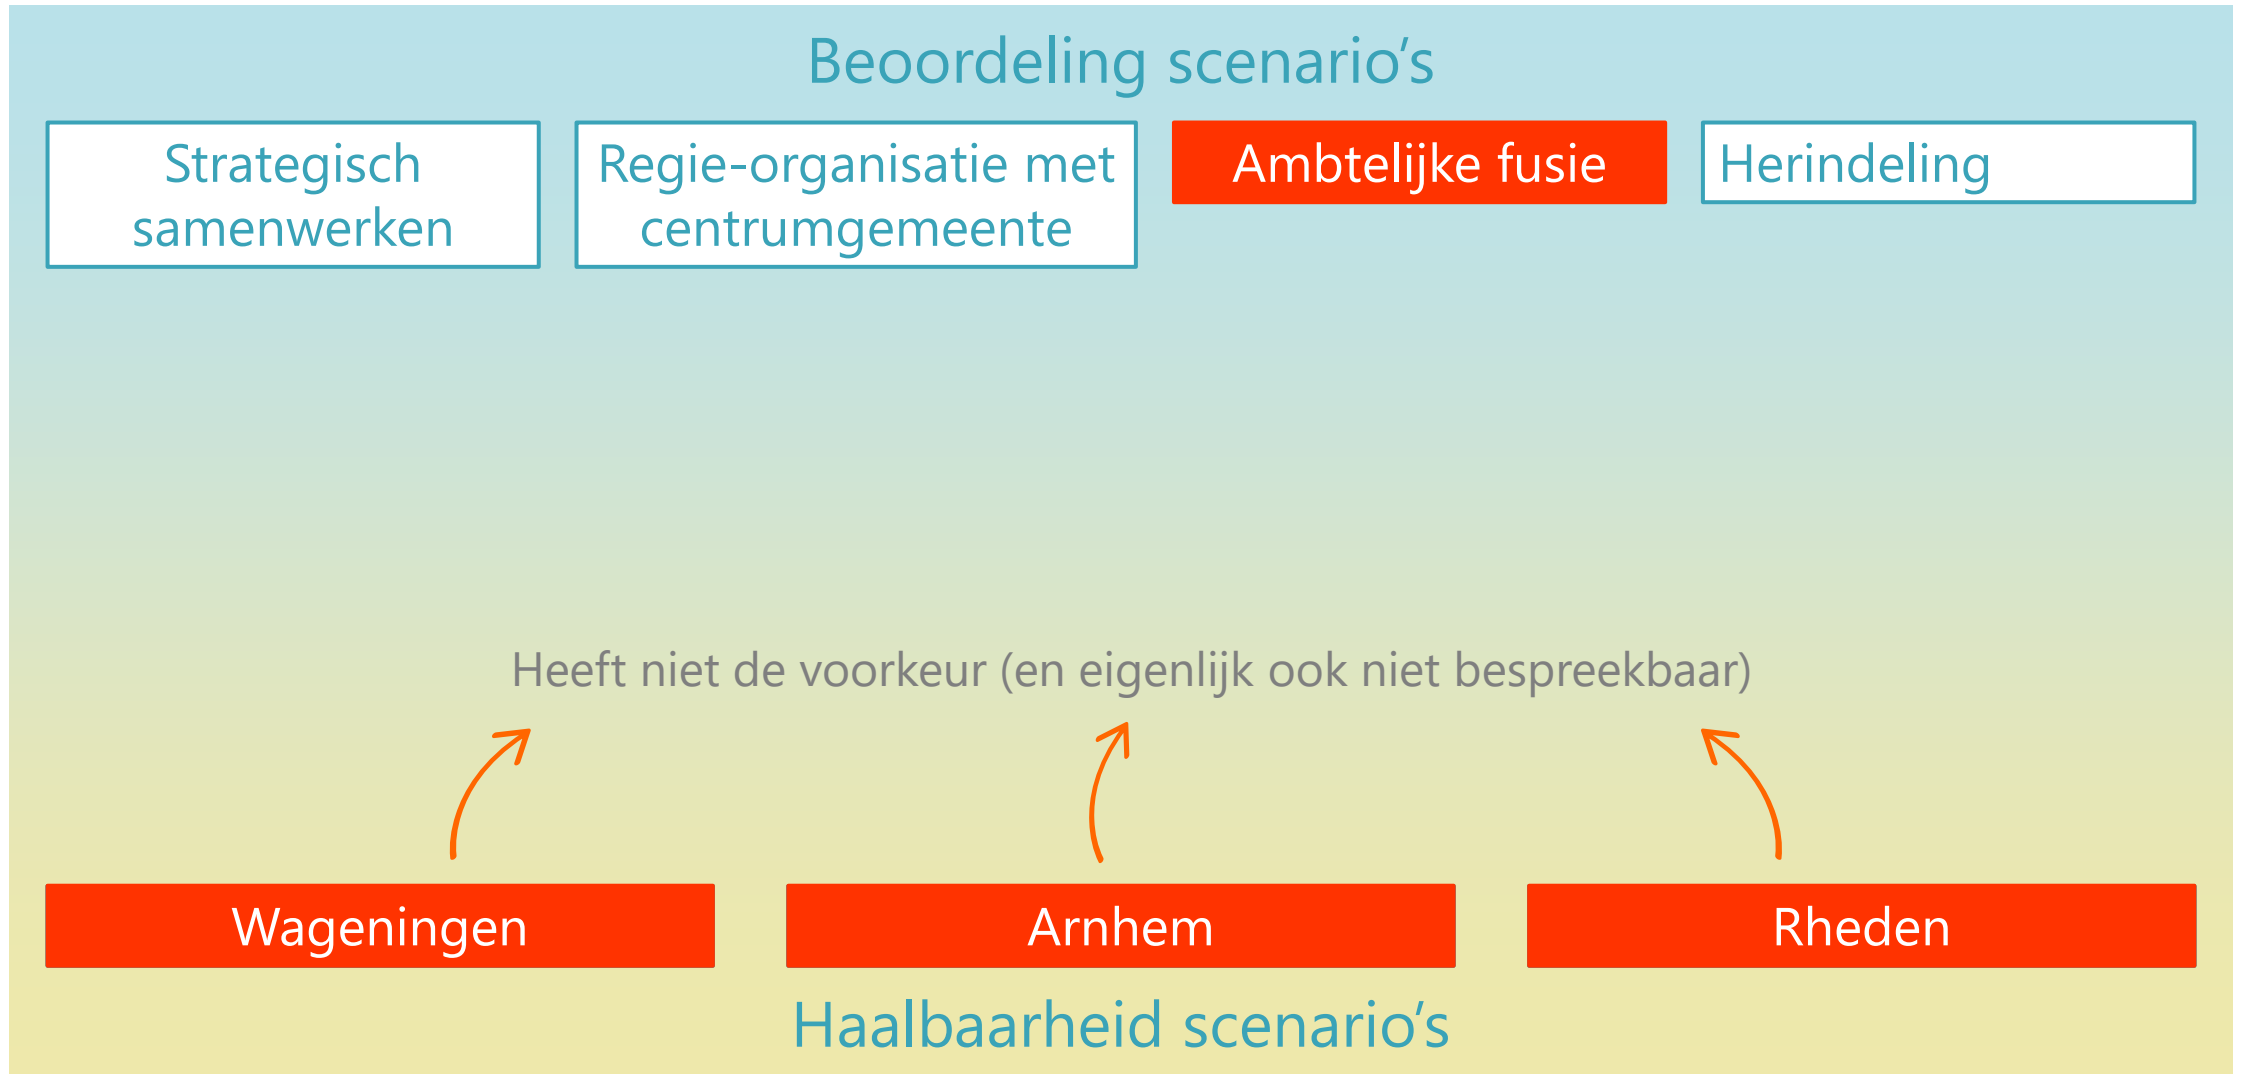 Beoordeling scenario’s
Strategisch
samenwerken
Regie-organisatie met
centrumgemeente
Ambtelijke fusie
Herindeling
Heeft niet de voorkeur (en eigenlijk ook niet bespreekbaar)
Wageningen
Arnhem
Rheden
Haalbaarheid scenario’s